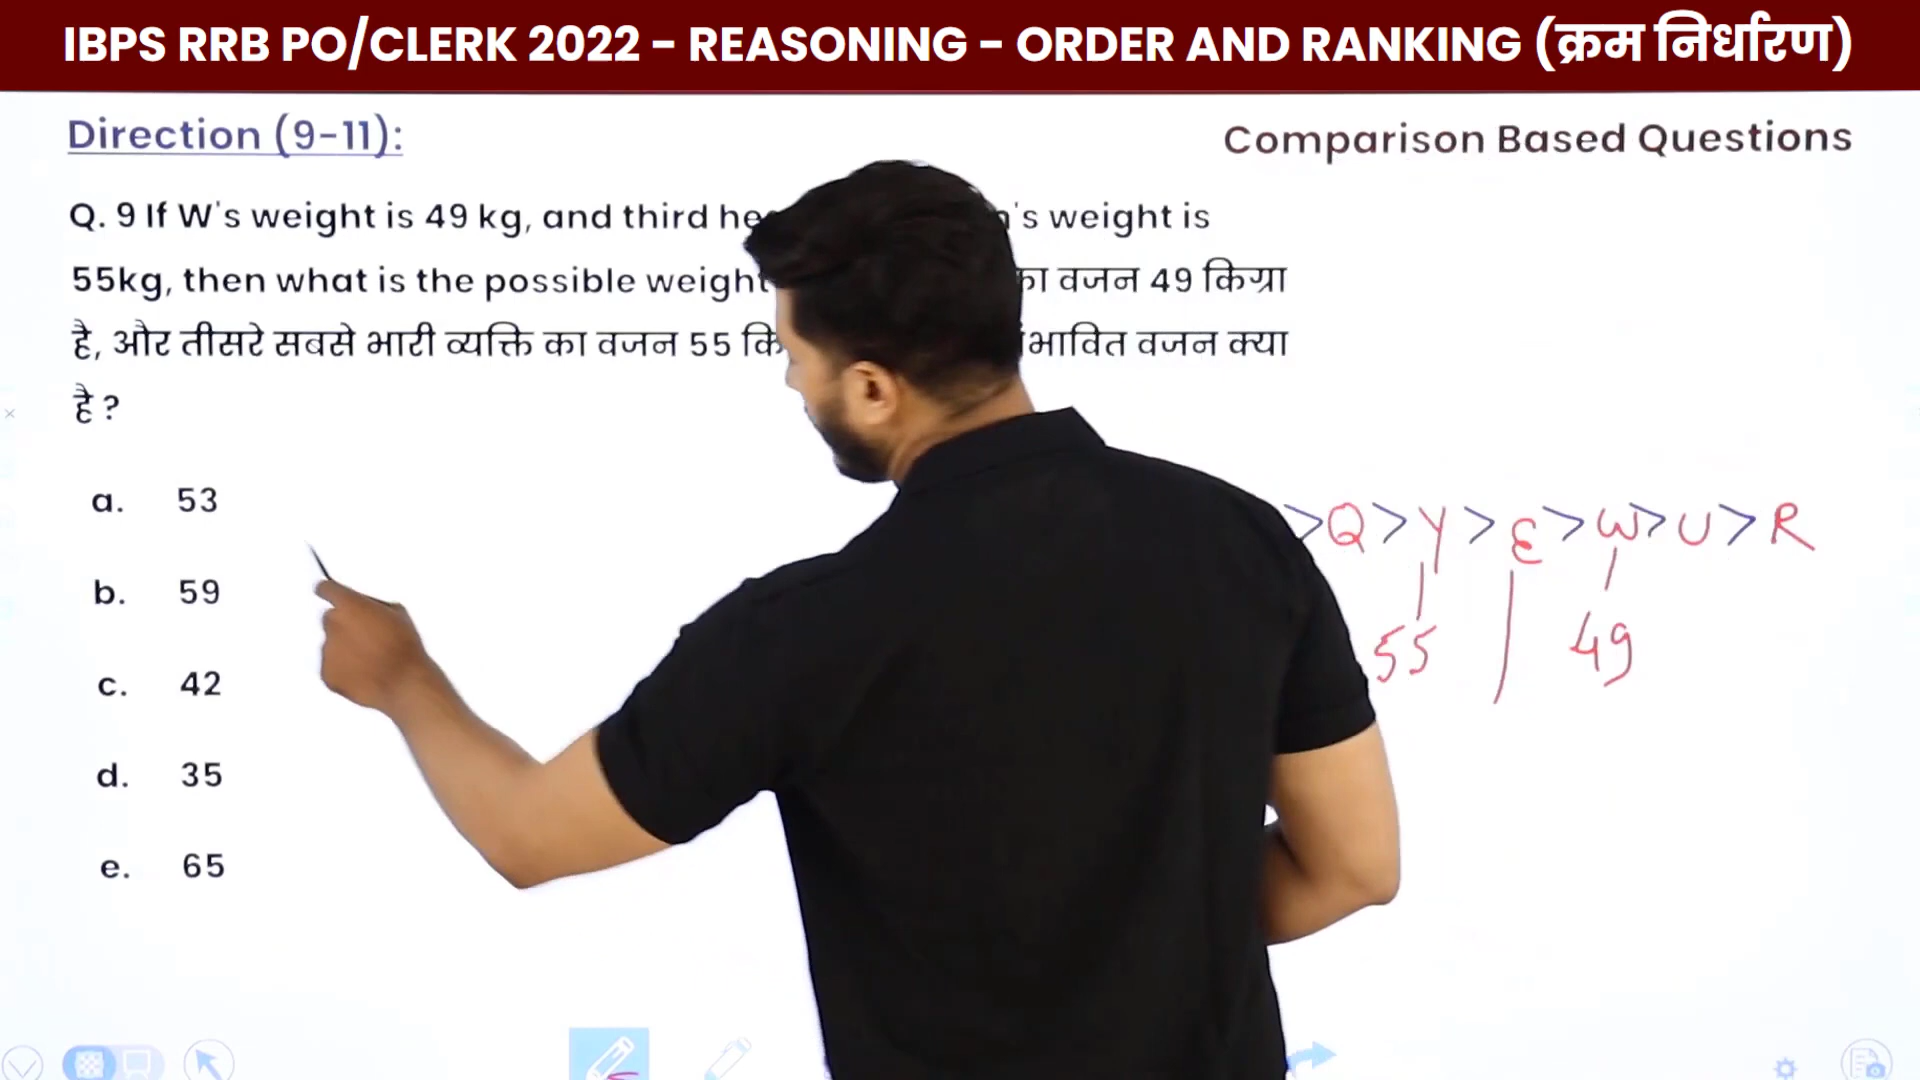 IBPS RRB PO/CLERK 2022 - REASONING - ORDER AND RANKING (क्रम निर्धारण)
Direction (9-11):
Comparison Based Questions
Q. 9 If W's weight is 49 kg, and third 's weight is
55kg, then what is the possible weight वजन 49 किग्रा
है, और तीसरे सबसे भारी व्यक्ति का वजन 55 वजन क्या
है ?
a. 53
b. 59
c. 42
d. 35
e. 65
>Q>Y>E>W>U>R
55 49